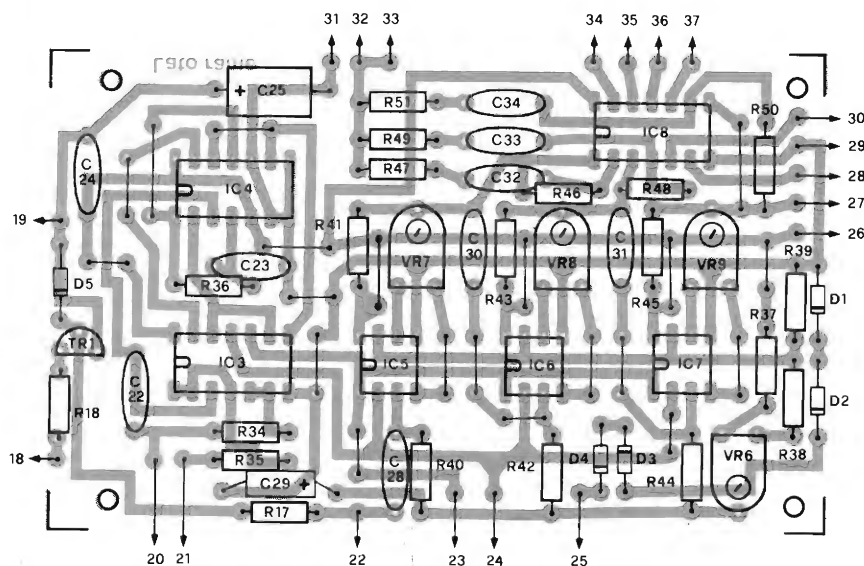 31 32 33 34 35 36 37
Lato rame
C25
R51 C34
R50
IC8
30
R49 C33
29
C 24
IC4
R47 C32
28
R46 R48
27
19
R41
C 30
C 31
26
VR7 VR8 VR9
R39
C23
D5
R36
R43 R45
D1
R37
TR1
IC3 IC5 IC6 IC7
C 22
R18
D2
R34
18
R35
C 28
R40 R42 D4 D3 R44 VR6 R38
C29 +
R17
20 21 22 23 24 25
+